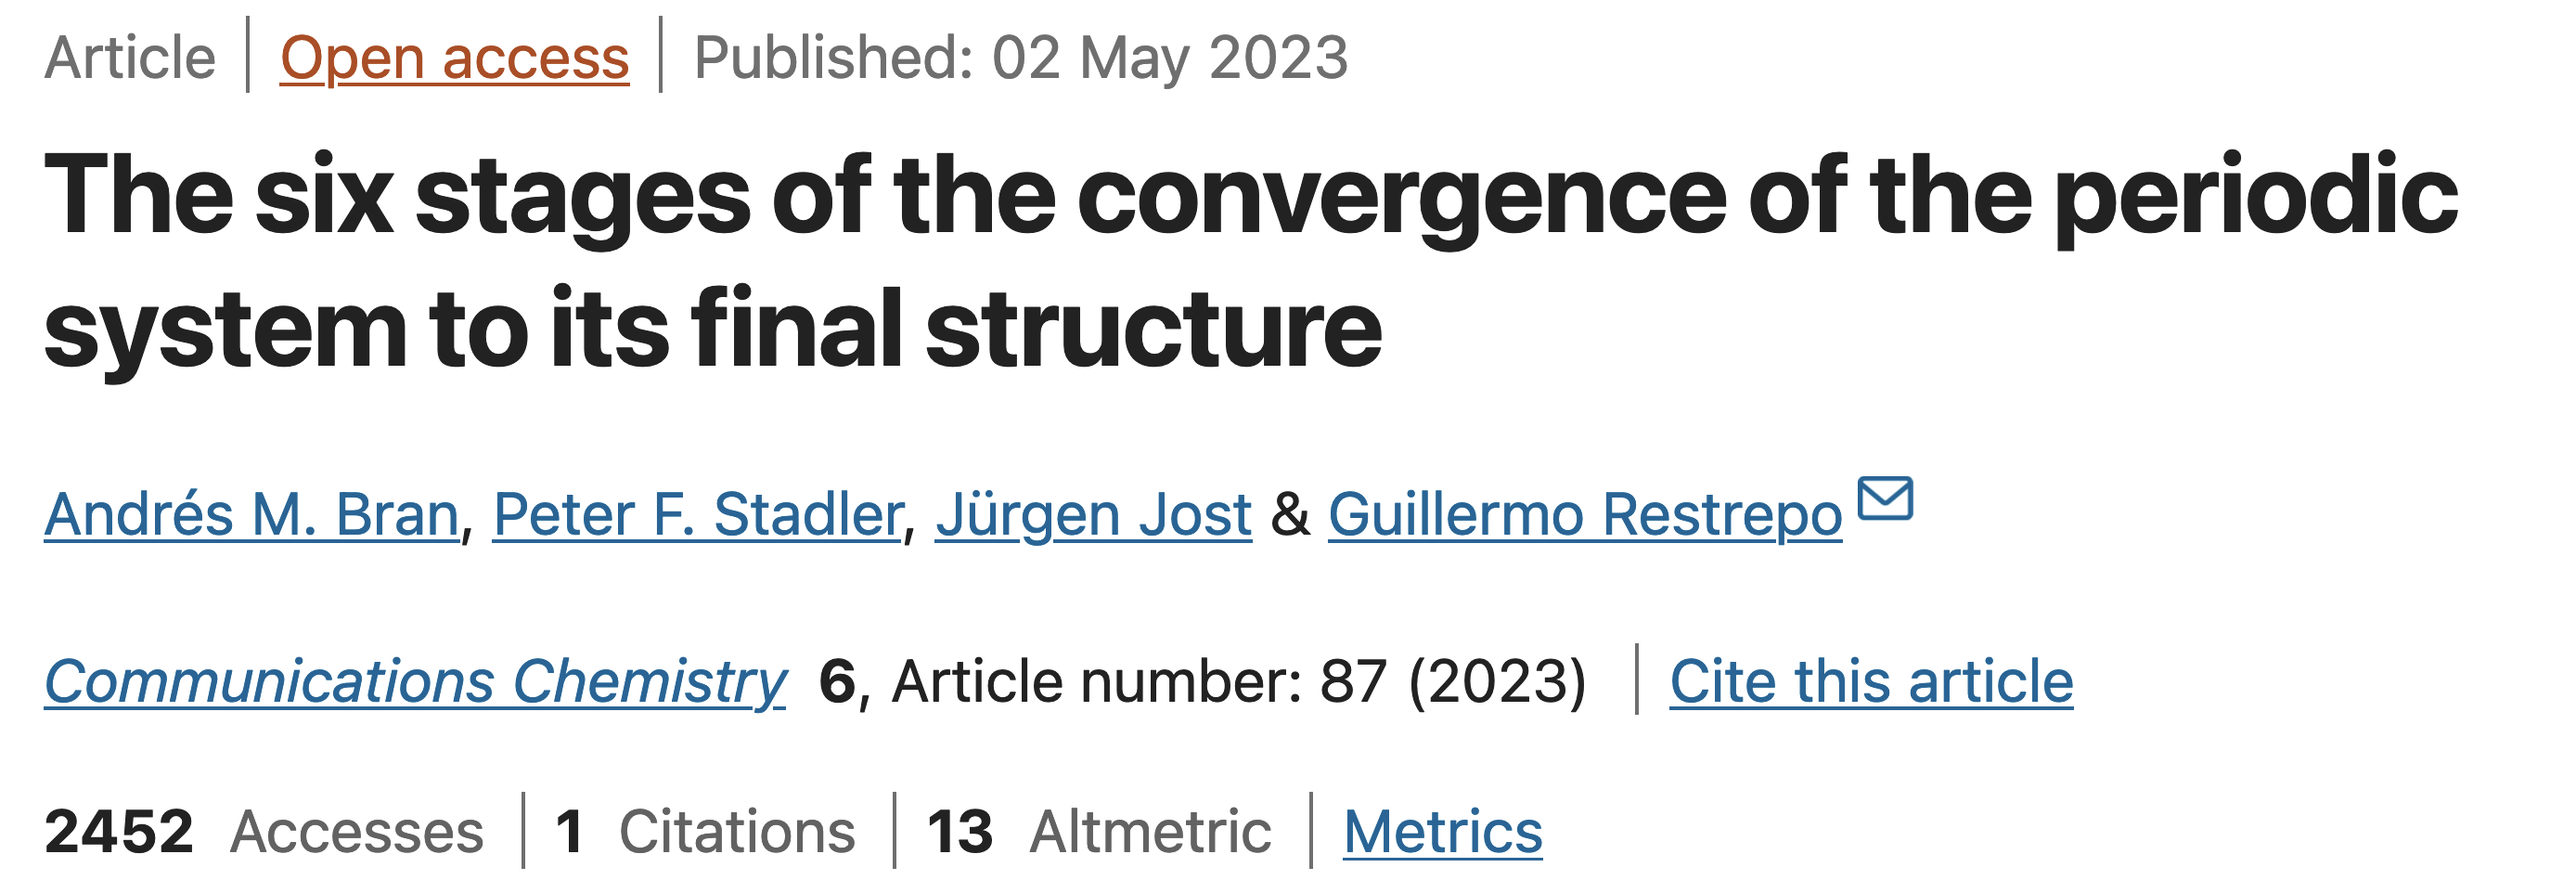 Article | Open access | Published: 02 May 2023
The six stages of the convergence of the periodic
system to its final structure
Andrés M. Bran, Peter F. Stadler, Jürgen Jost & Guillermo Restrepo
Communications Chemistry 6, Article number: 87 (2023) | Cite this article
2452 Accesses | 1 Citations | 13 Altmetric | Metrics